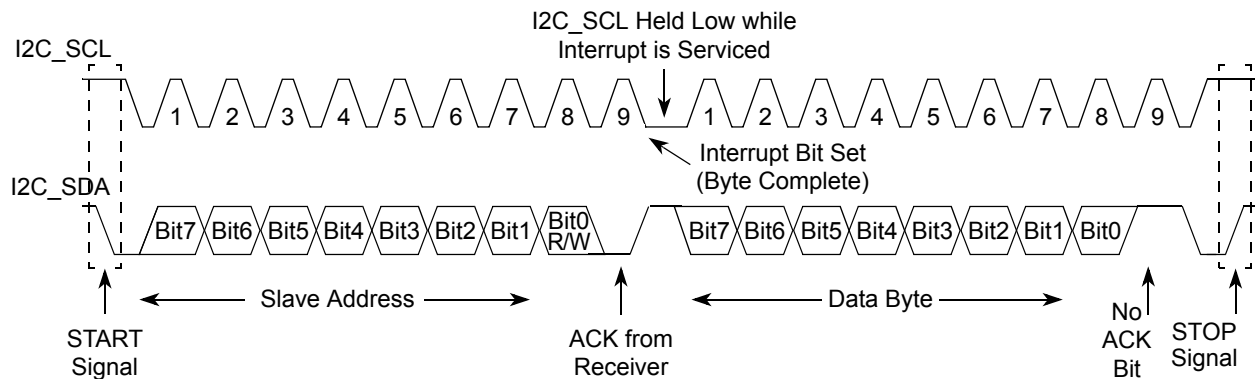 I2C_SCL Held Low while
Interrupt is Serviced
I2C_SCL
1 2 3 4 5 6 7 8 9 1 2 3 4 5 6 7 8 9
Interrupt Bit Set
(Byte Complete)
I2C_SDA
Bit7 Bit6 Bit5 Bit4 Bit3 Bit2 Bit1 Bit0 R/W Bit7 Bit6 Bit5 Bit4 Bit3 Bit2 Bit1 Bit0
Slave Address
Data Byte
START
Signal
ACK from
Receiver
No
ACK
Bit
STOP
Signal